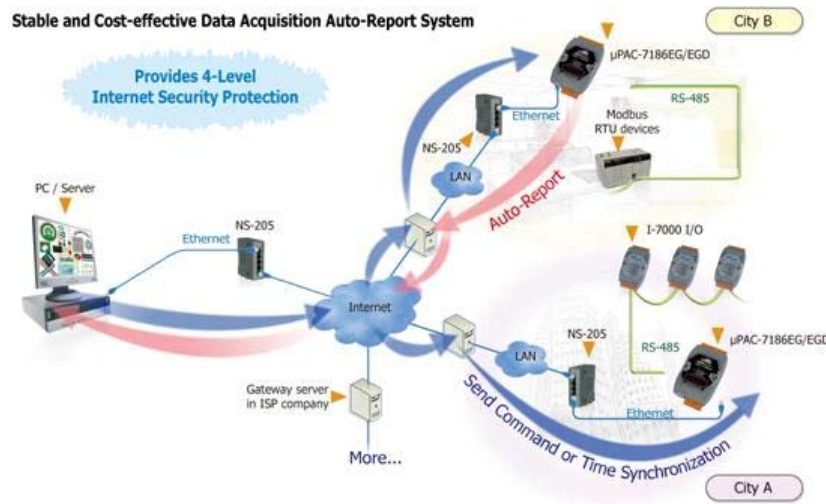 Stable and Cost-effective Data Acquisition Auto-Report System
City B
Provides 4-Level
Internet Security Protection
µPAC-7186EG/EGD
RS-485
Ethernet
Modbus
RTU devices
NS-205
LAN
PC / Server
Auto-Report
NS-205
Ethernet
I-7000 I/O
Internet
NS-205
µPAC-7186EG/EGD
LAN
RS-485
Gateway server
in ISP company
Ethernet
Send Command or Time Synchronization
More...
City A